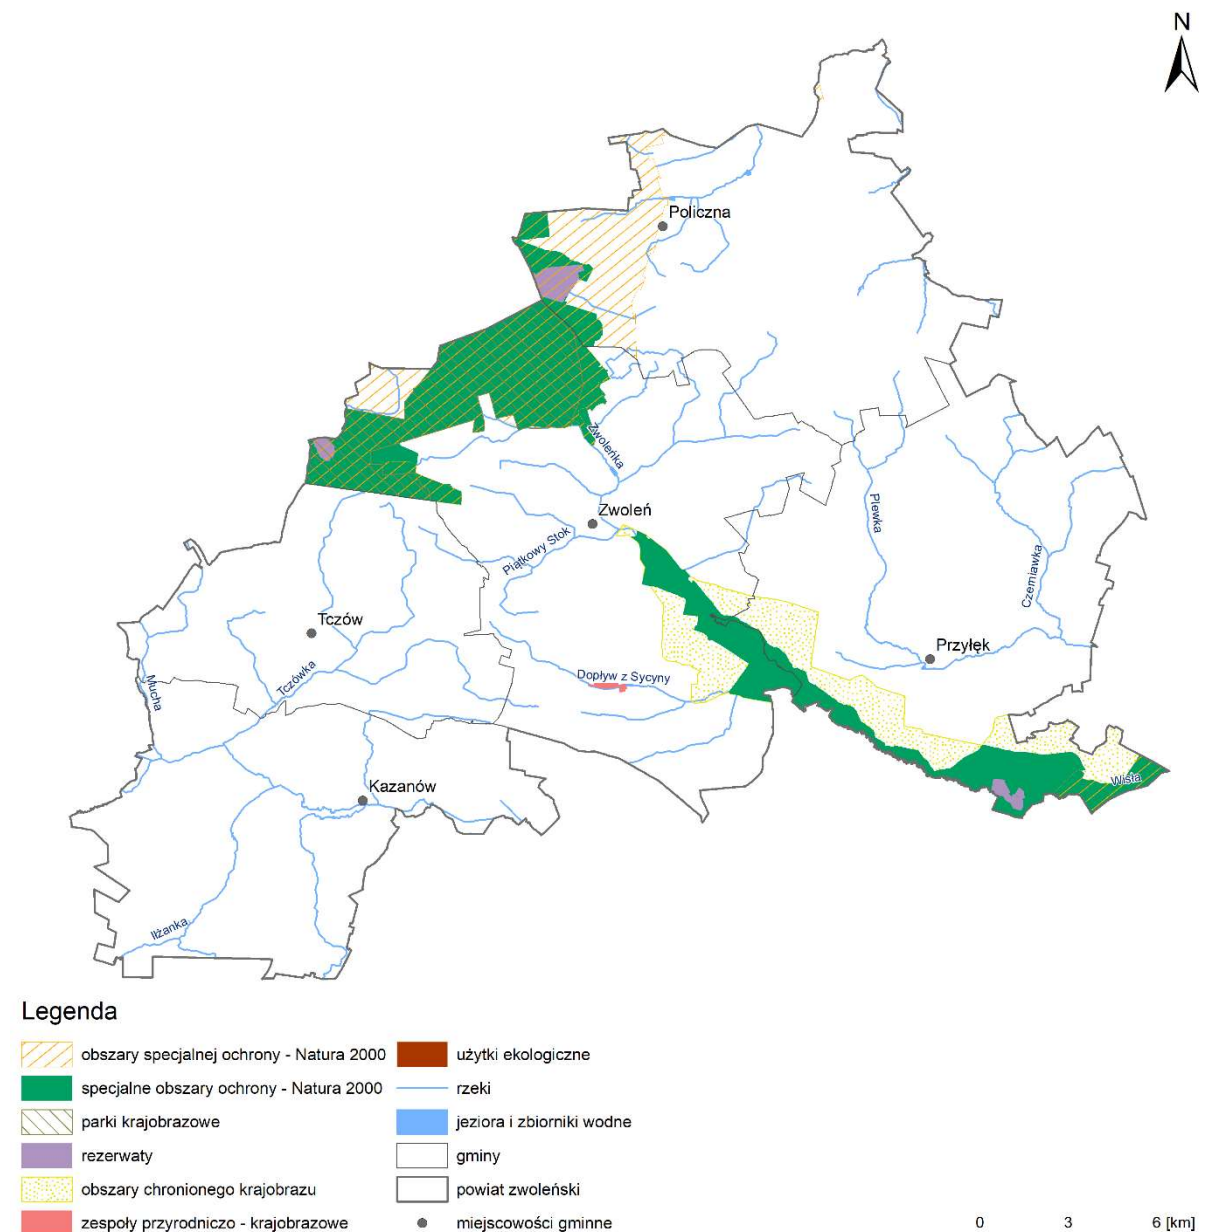 N
Policzna
Zwoleńka
Zwoleń
Piątkowy Stok
Plewka
Czerniawka
Tczów
Przyłęk
Dopływ z Sycyny
Tczówka
Mucha
Wisła
Kazanów
Iłżanka
Legenda
obszary specjalnej ochrony - Natura 2000
specjalne obszary ochrony - Natura 2000
parki krajobrazowe
rezerwaty
obszary chronionego krajobrazu
zespoły przyrodniczo - krajobrazowe
użytki ekologiczne
rzeki
jeziora i zbiorniki wodne
gminy
powiat zwoleński
miejscowości gminne
0 3 6 [km]